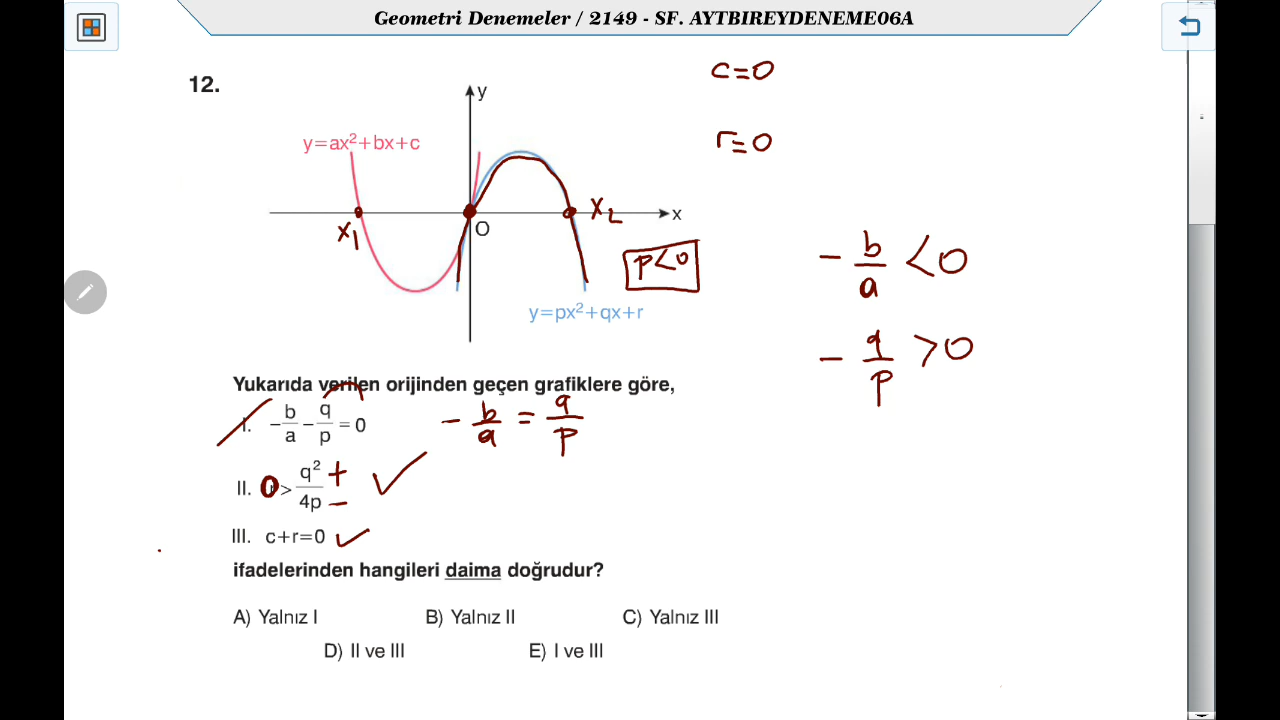 Geometri Denemeler / 2149 - SF. AYTBIREYDENEME06A
c=0
12.
y
y=ax²+bx+c
r=0
x₁
O
x₂
x
p<0
-b/a <0
y=px²+qx+r
-q/p >0
Yukarıda verilen orijinden geçen grafiklere göre,
I. -b/a - q/p = 0
-b/a = q/p
II. 0 > q²/4p
+
-
III. c+r=0
ifadelerinden hangileri daima doğrudur?
A) Yalnız I B) Yalnız II C) Yalnız III
D) II ve III E) I ve III